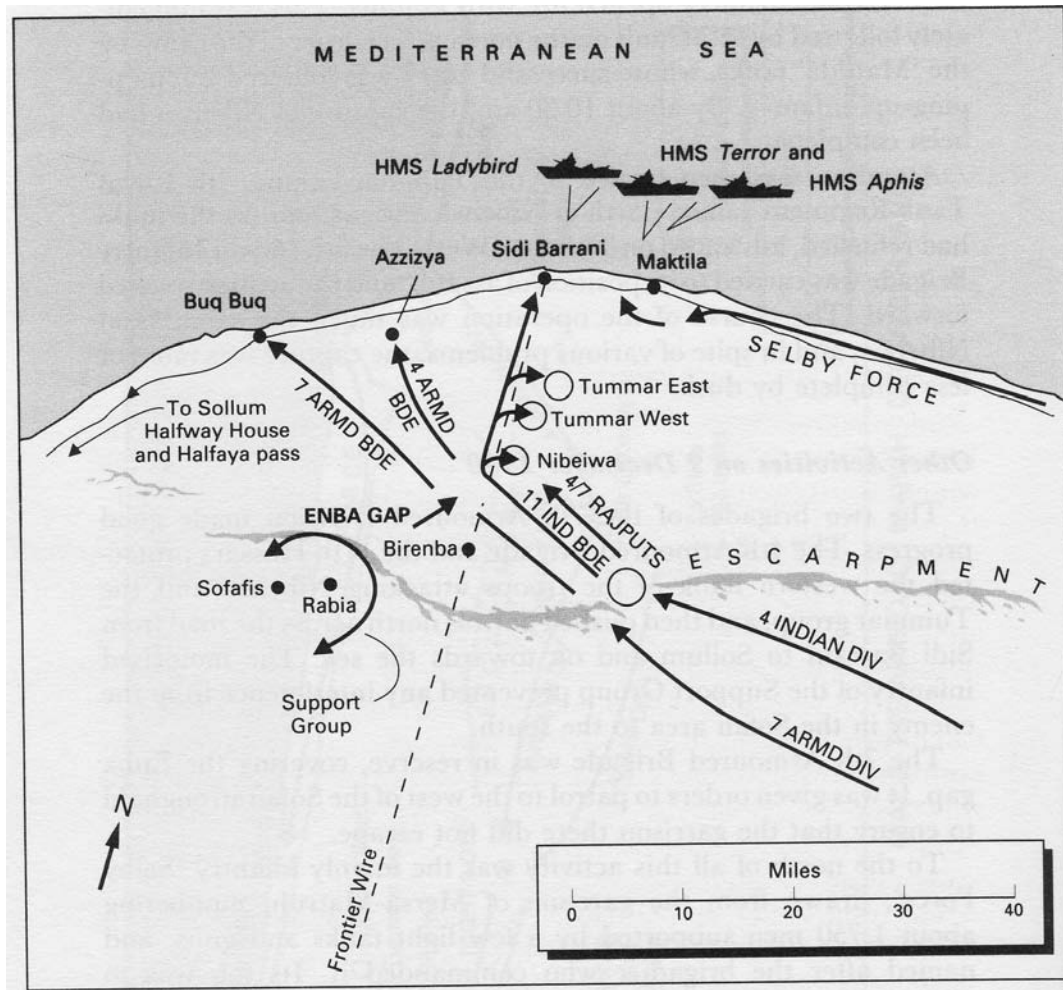 MEDITERRANEAN SEA
HMS Ladybird
HMS Terror and
HMS Aphis
Azzizya
Sidi Barrani
Maktila
Buq Buq
SELBY FORCE
7 ARMD BDE
4 ARMD
BDE
Tummar East
Tummar West
Nibeiwa
To Sollum
Halfway House
and Halfaya pass
4/7 RAJPUTS
11 IND BDE
ENBA GAP
Birenba
ESCARPMENT
Sofafis
Rabia
4 INDIAN DIV
Support
Group
7 ARMD DIV
N
Frontier Wire
Miles
0 10 20 30 40